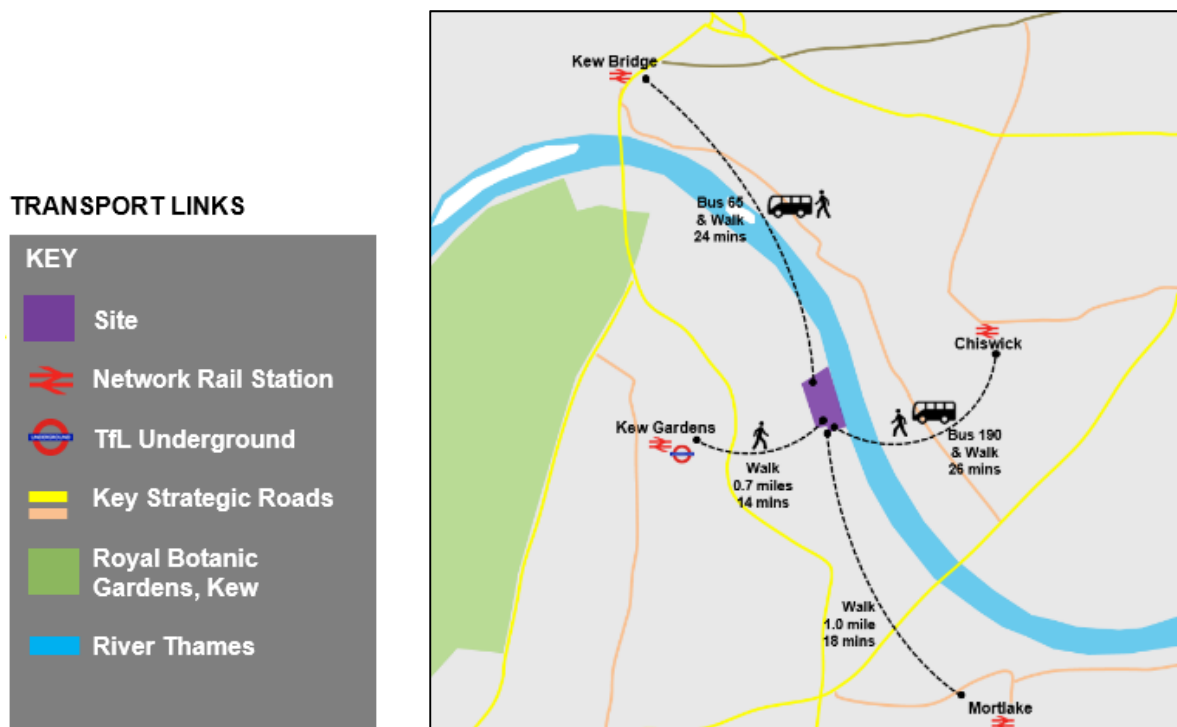 TRANSPORT LINKS
KEY
Site
Network Rail Station
UNDERGROUND
TfL Underground
Key Strategic Roads
Royal Botanic
Gardens, Kew
River Thames
Kew Bridge
Bus 65
& Walk
24 mins
Chiswick
Kew Gardens
Walk
0.7 miles
14 mins
Bus 190
& Walk
26 mins
Walk
1.0 mile
18 mins
Mortlake